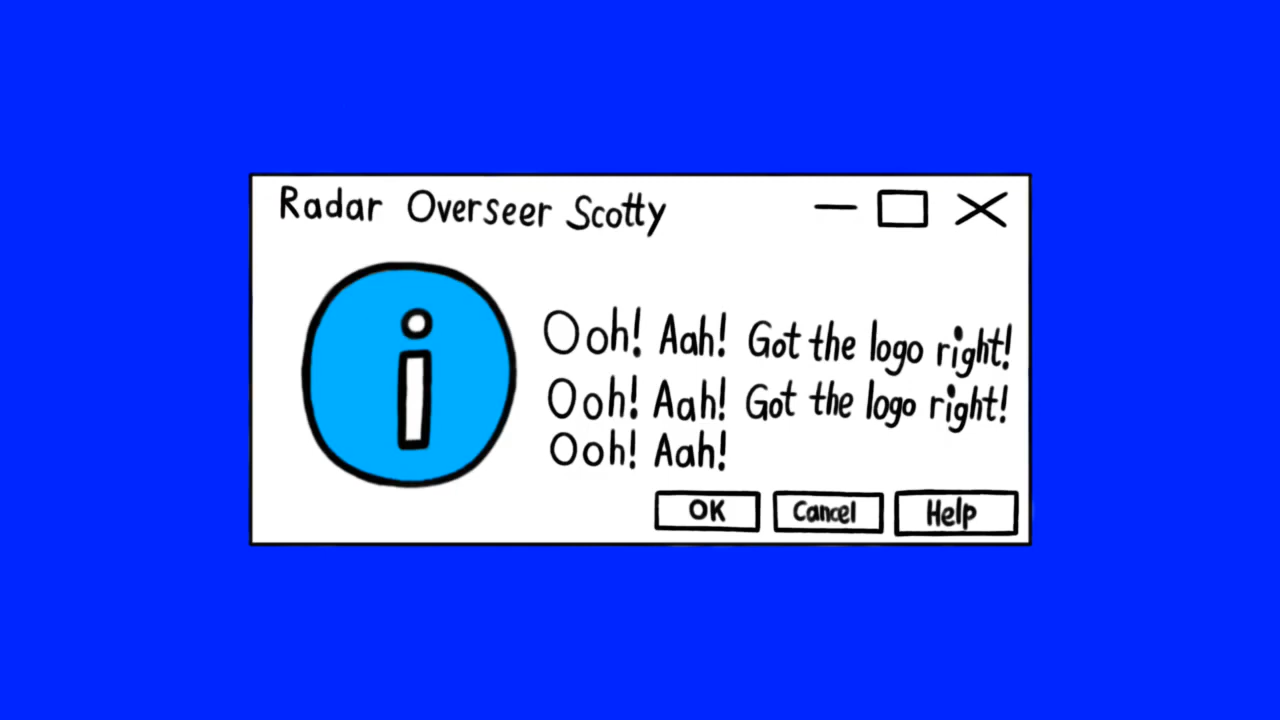 Radar Overseer Scotty
i
Ooh! Aah! Got the logo right!
Ooh! Aah! Got the logo right!
Ooh! Aah!
OK Cancel Help